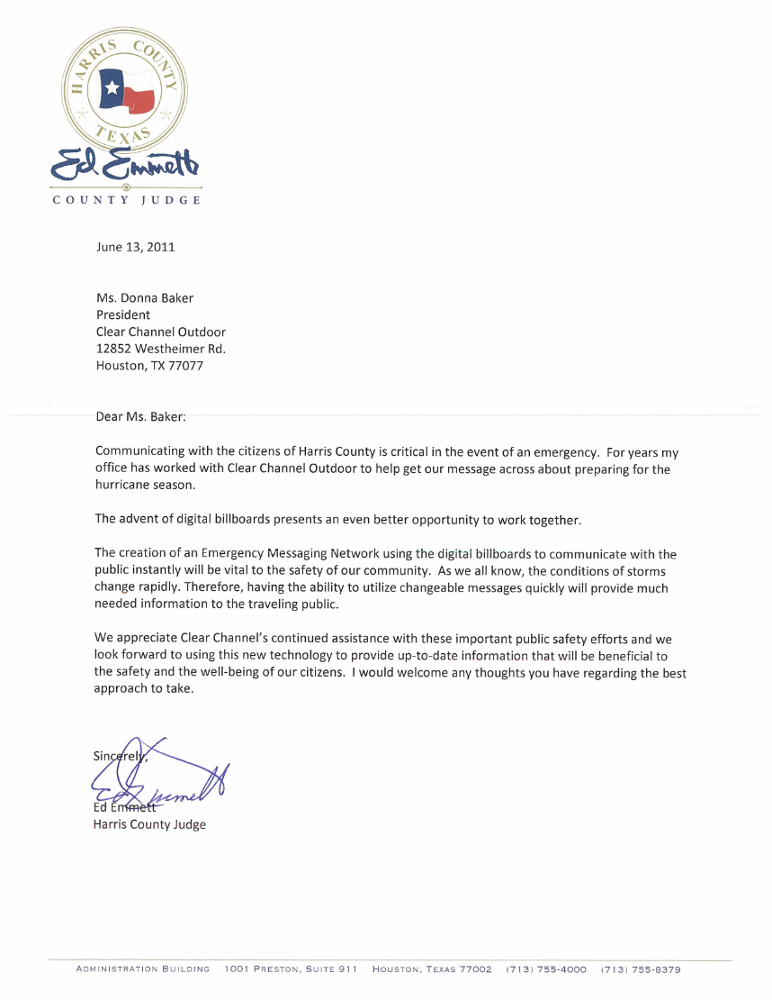 HARRIS COUNTY
TEXAS
Ed Emmett
COUNTY JUDGE
June 13, 2011
Ms. Donna Baker
President
Clear Channel Outdoor
12852 Westheimer Rd.
Houston, TX 77077
Dear Ms. Baker:
Communicating with the citizens of Harris County is critical in the event of an emergency.  For years my
office has worked with Clear Channel Outdoor to help get our message across about preparing for the
hurricane season.
The advent of digital billboards presents an even better opportunity to work together.
The creation of an Emergency Messaging Network using the digital billboards to communicate with the
public instantly will be vital to the safety of our community.  As we all know, the conditions of storms
change rapidly. Therefore, having the ability to utilize changeable messages quickly will provide much
needed information to the traveling public.
We appreciate Clear Channel's continued assistance with these important public safety efforts and we
look forward to using this new technology to provide up-to-date information that will be beneficial to
the safety and the well-being of our citizens.  I would welcome any thoughts you have regarding the best
approach to take.
Sincerely,
Ed Emmett
Ed Emmett
Harris County Judge
ADMINISTRATION BUILDING 1001 PRESTON, SUITE 911 HOUSTON, TEXAS 77002 (713) 755-4000 (713) 755-8379